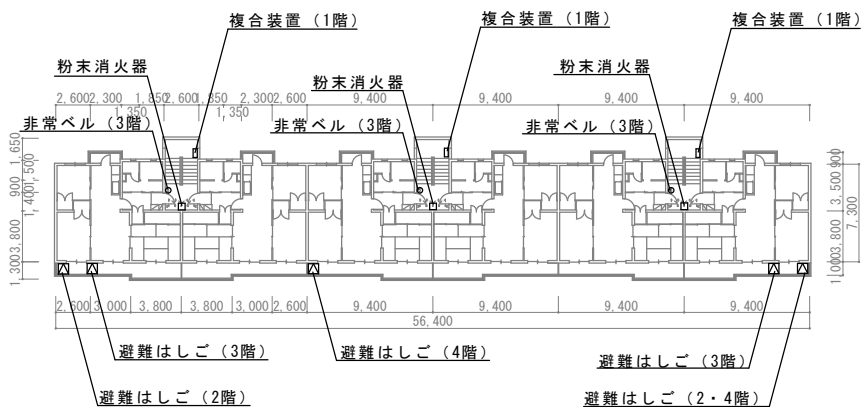 複合装置（1階）
複合装置（1階）
複合装置（1階）
粉末消火器
粉末消火器
粉末消火器
2,600 2,300 1,850 2,600 1,850 2,300 2,600 9,400 9,400 9,400 9,400
1,350 1,350
非常ベル（3階）
非常ベル（3階）
非常ベル（3階）
1,650
1,500
900
1,400
3,800
1,300
900
3,500
3,800
1,000
7,300
2,600 3,000 3,800 3,800 3,000 2,600 9,400 9,400 9,400 9,400
56,400
避難はしご（3階）
避難はしご（4階）
避難はしご（3階）
避難はしご（2階）
避難はしご（2・4階）